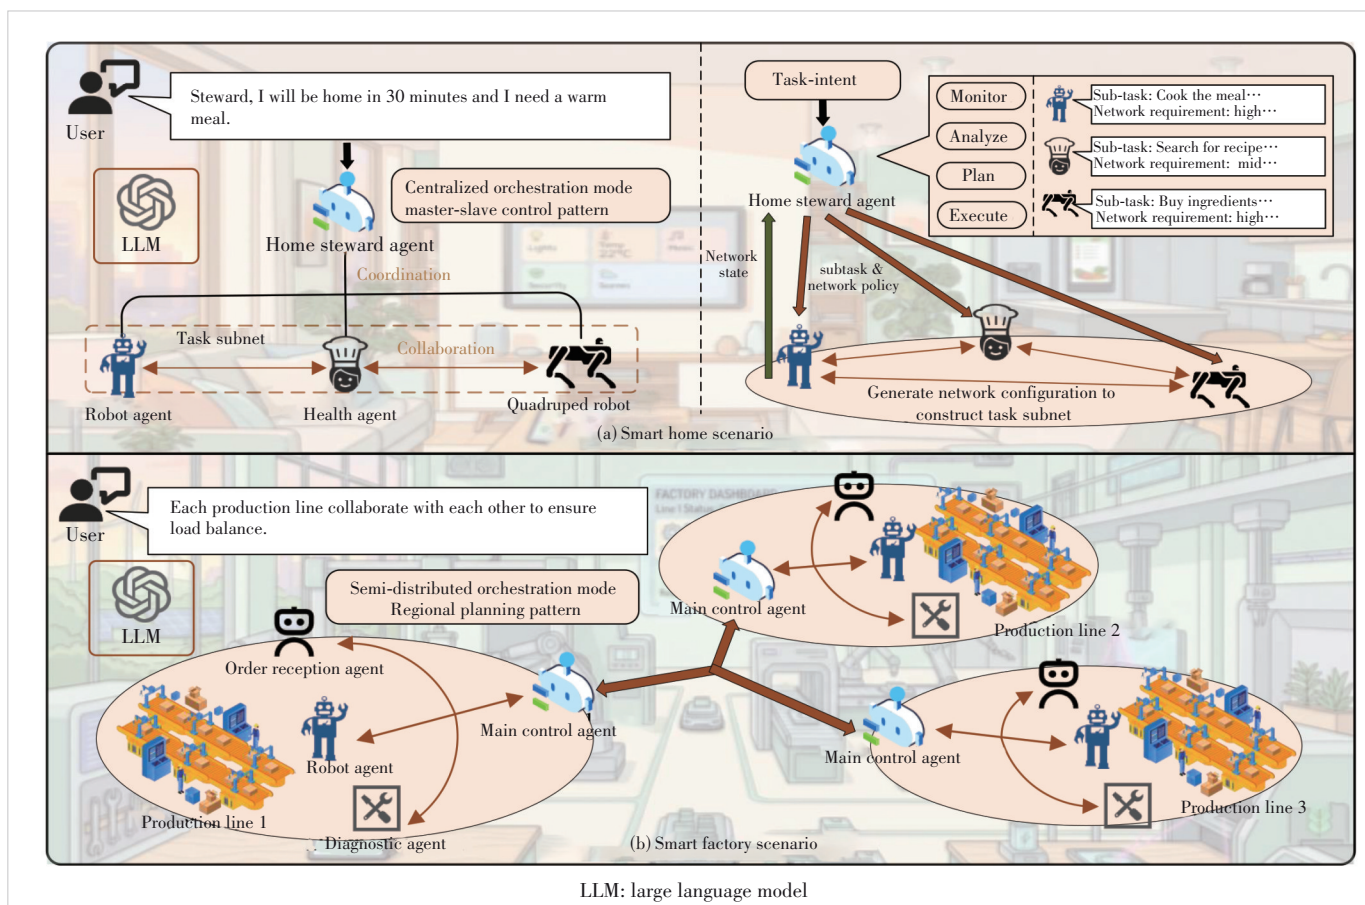 Steward, I will be home in 30 minutes and I need a warm
meal.
User
LLM
Centralized orchestration mode
master-slave control pattern
Home steward agent
Coordination
Task subnet
Collaboration
Robot agent
Health agent
Quadruped robot
Task-intent
Monitor
Analyze
Plan
Execute
Sub-task: Cook the meal…
Network requirement: high…
Sub-task: Search for recipe…
Network requirement: mid…
Sub-task: Buy ingredients…
Network requirement: high…
Home steward agent
Network
state
subtask &
network policy
Generate network configuration to
construct task subnet
(a) Smart home scenario
User
Each production line collaborate with each other to ensure
load balance.
LLM
Semi-distributed orchestration mode
Regional planning pattern
Order reception agent
Main control agent
Robot agent
Production line 1
Diagnostic agent
FACTORY DASHBOARD
Main control agent
Production line 2
Main control agent
Production line 3
(b) Smart factory scenario
LLM: large language model